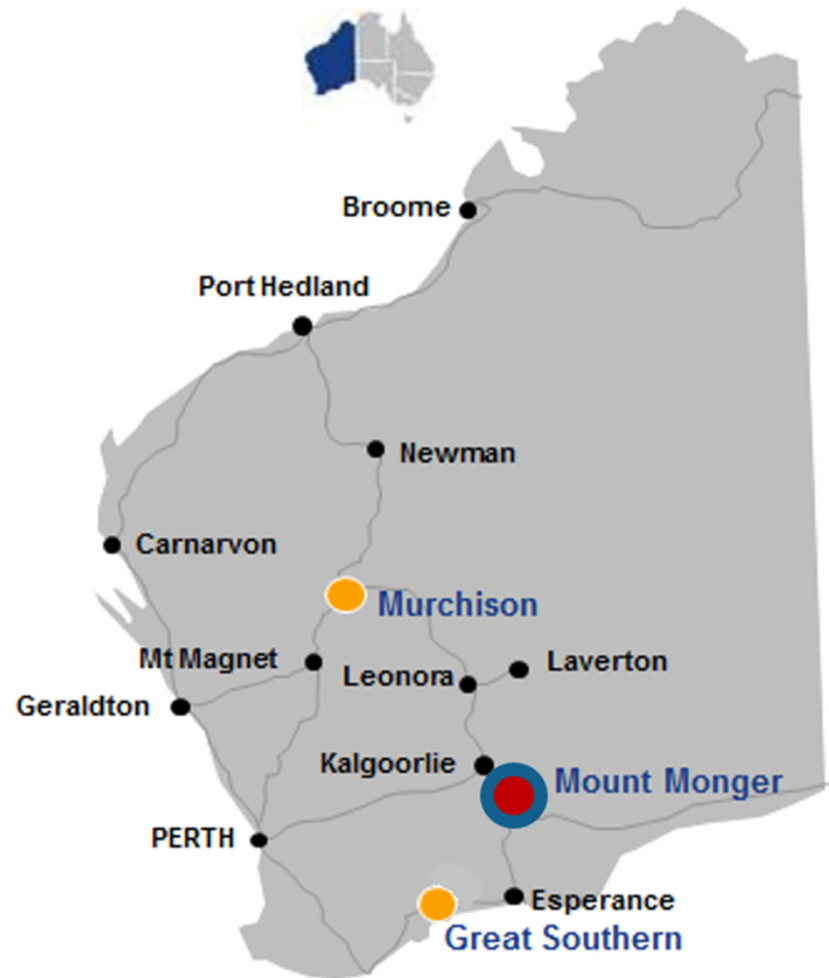 Broome
Port Hedland
Newman
Carnarvon
Murchison
Mt Magnet
Laverton
Leonora
Geraldton
Kalgoorlie
Mount Monger
PERTH
Esperance
Great Southern